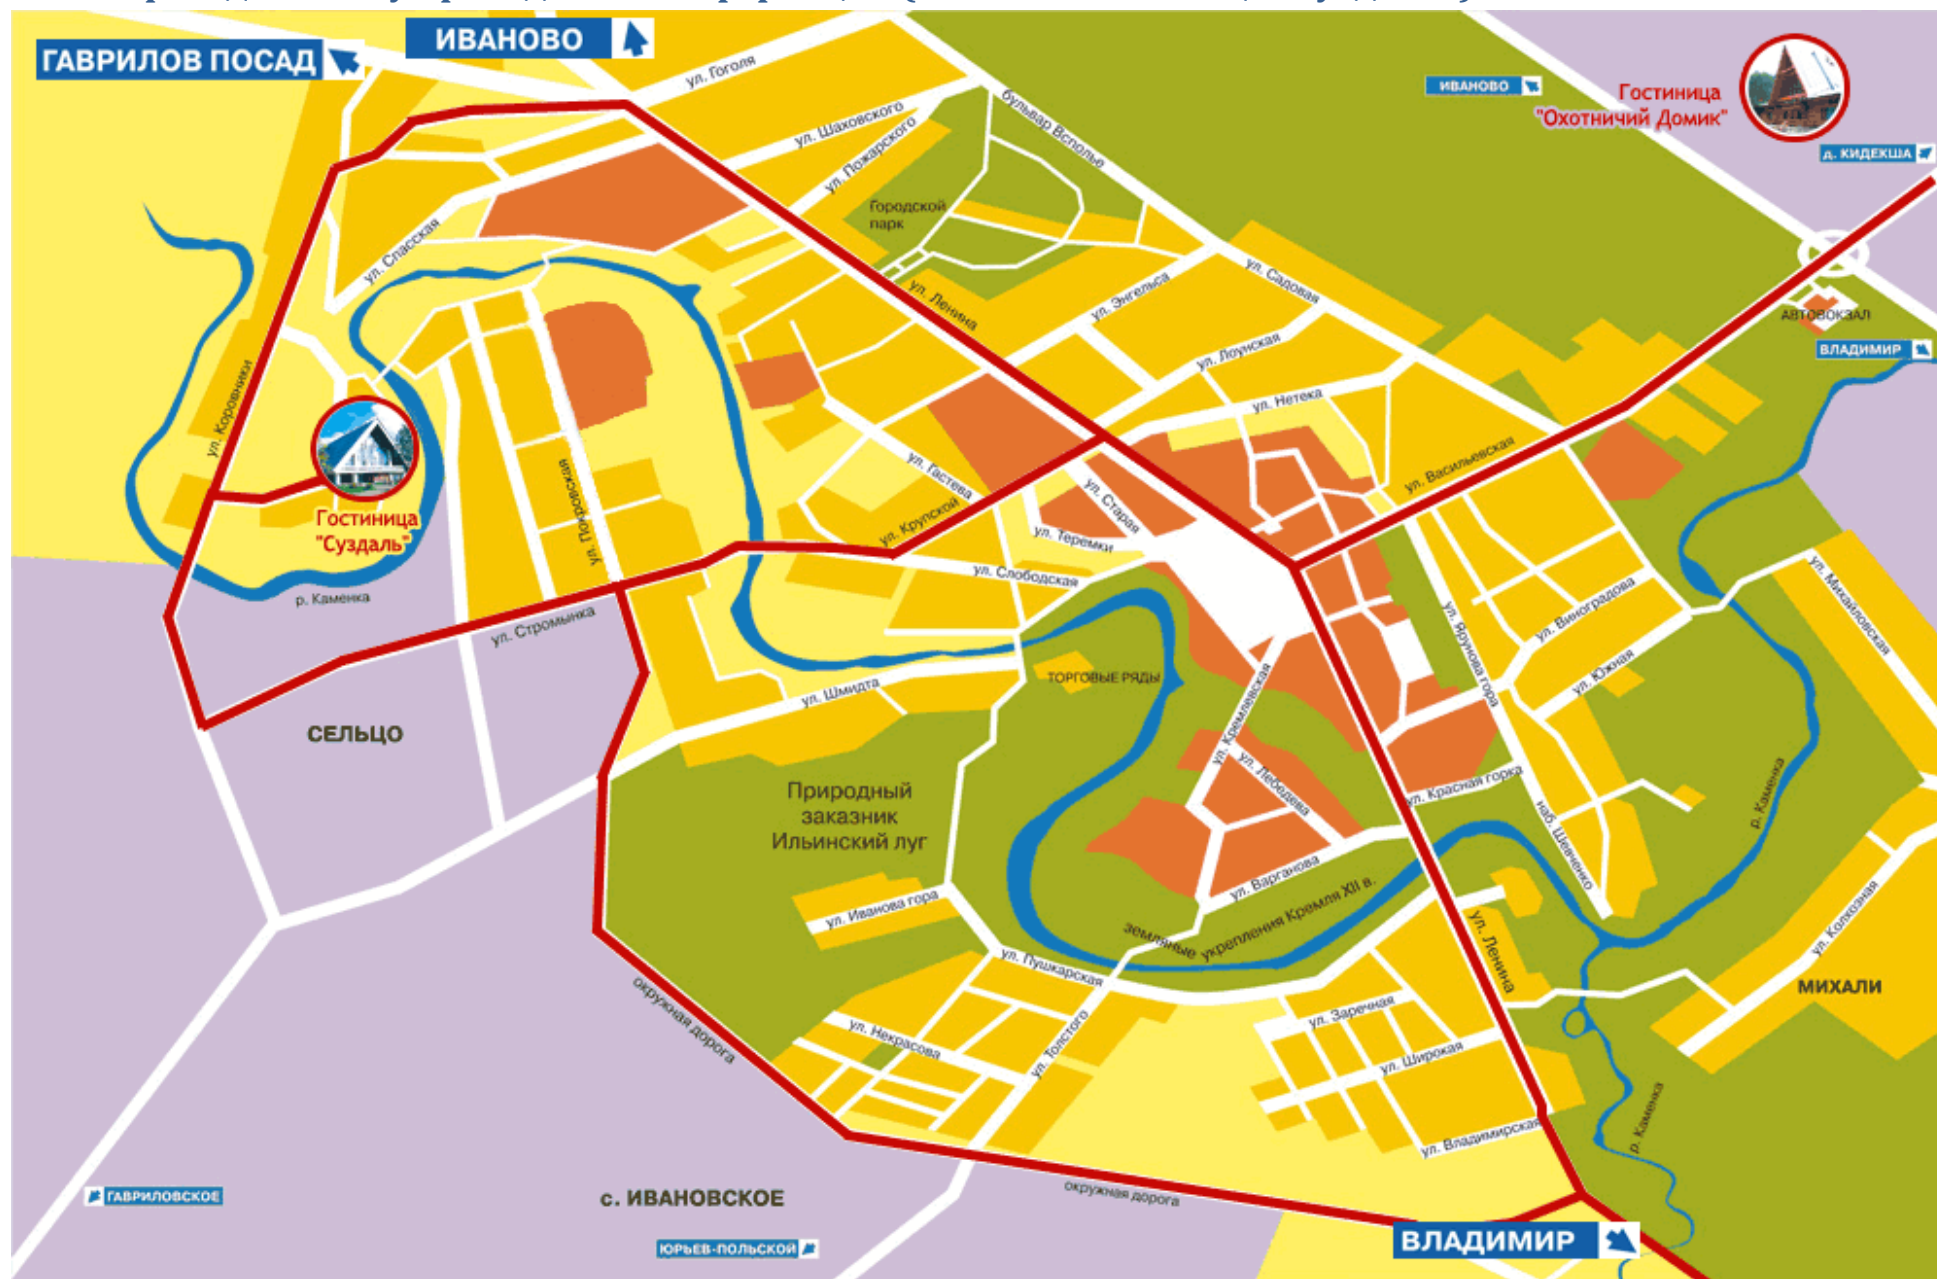 ГАВРИЛОВ ПОСАД
ИВАНОВО
ул. Гоголя
ул. Шаховского
ул. Пожарского
бульвар Всполье
ИВАНОВО
Гостиница
"Охотничий Домик"
д. КИДЕКША
Городской
парк
ул. Спасская
ул. Ленина
ул. Энгельса
ул. Садовая
АВТОВОКЗАЛ
ВЛАДИМИР
ул. Лоунская
ул. Нетека
ул. Коровники
ул. Васильевская
ул. Гастева
ул. Старая
ул. Крупской
ул. Теремки
ул. Покровская
Гостиница
"Суздаль"
р. Каменка
ул. Слободская
ул. Стромынка
ул. Виноградова
ул. Михайловская
ул. Ярунова гора
ул. Южная
ТОРГОВЫЕ РЯДЫ
ул. Шмидта
ул. Кремлевская
СЕЛЬЦО
Природный
заказник
Ильинский луг
ул. Лебедева
ул. Красная горка
р. Каменка
наб. Шевченко
ул. Варганова
ул. Иванова гора
земляные укрепления Кремля XII в.
ул. Ленина
ул. Колхозная
ул. Пушкарская
МИХАЛИ
окружная дорога
ул. Некрасова
ул. Толстого
ул. Заречная
ул. Широкая
р. Каменка
ул. Владимирская
ГАВРИЛОВСКОЕ
с. ИВАНОВСКОЕ
окружная дорога
ЮРЬЕВ-ПОЛЬСКОЙ
ВЛАДИМИР